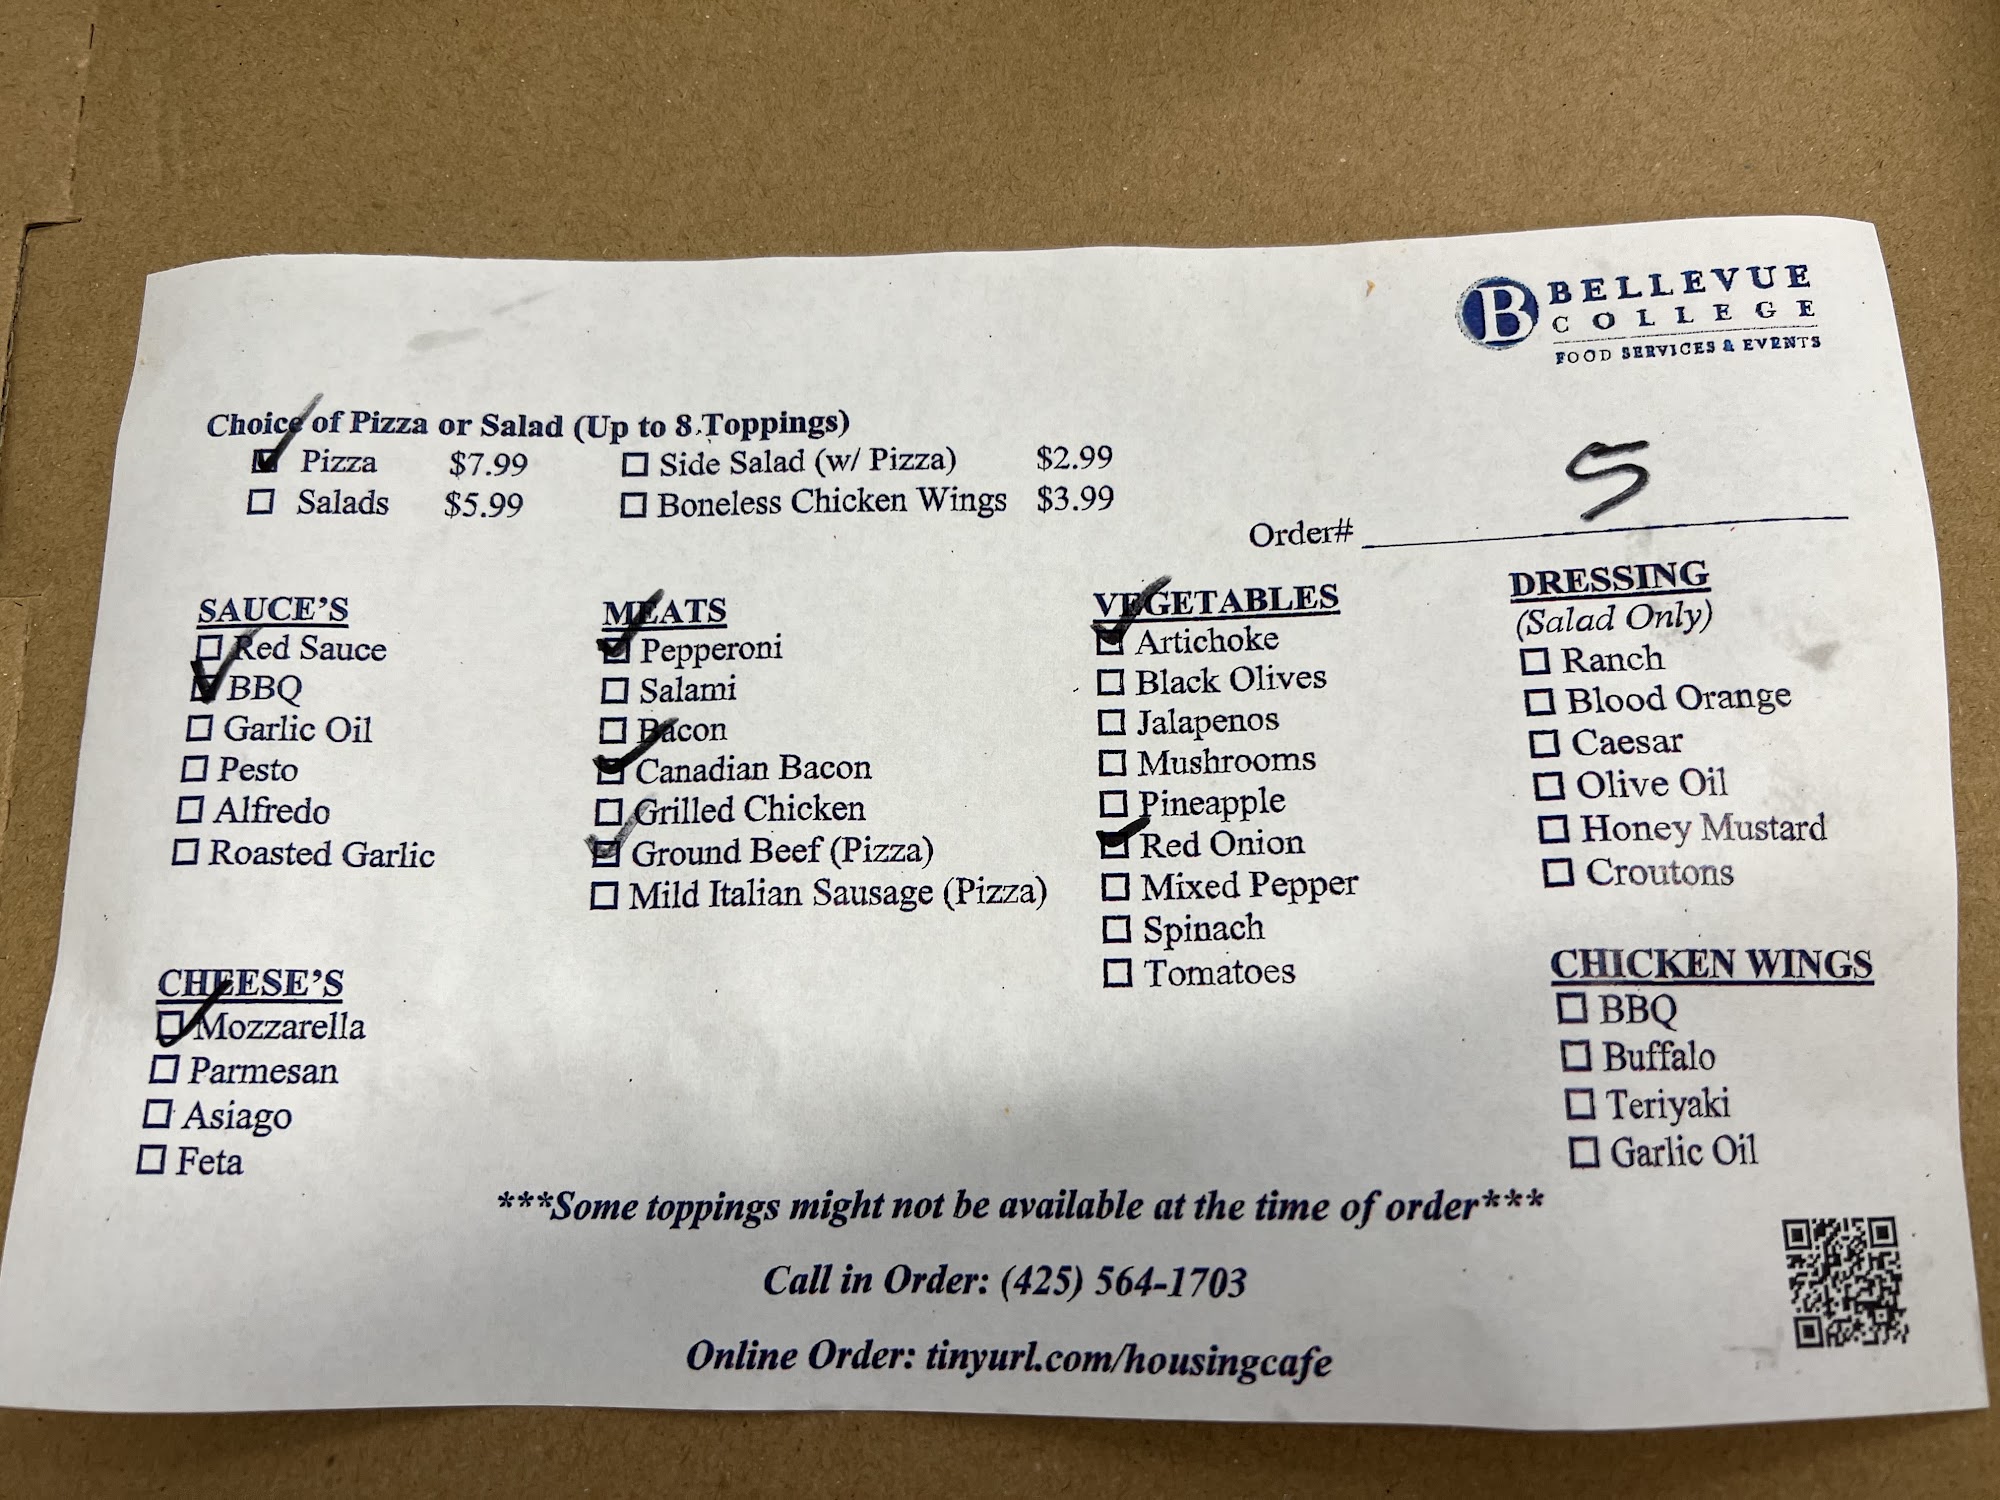 BELLEVUE
COLLEGE
FOOD SERVICES & EVENTS
Choice of Pizza or Salad (Up to 8 Toppings)
Pizza $7.99 Side Salad (w/ Pizza) $2.99
Salads $5.99 Boneless Chicken Wings $3.99
Order# 5
SAUCE'S
Red Sauce
BBQ
Garlic Oil
Pesto
Alfredo
Roasted Garlic
CHEESE'S
Mozzarella
Parmesan
Asiago
Feta
MEATS
Pepperoni
Salami
Bacon
Canadian Bacon
Grilled Chicken
Ground Beef (Pizza)
Mild Italian Sausage (Pizza)
VEGETABLES
Artichoke
Black Olives
Jalapenos
Mushrooms
Pineapple
Red Onion
Mixed Pepper
Spinach
Tomatoes
DRESSING
(Salad Only)
Ranch
Blood Orange
Caesar
Olive Oil
Honey Mustard
Croutons
CHICKEN WINGS
BBQ
Buffalo
Teriyaki
Garlic Oil
***Some toppings might not be available at the time of order***
Call in Order: (425) 564-1703
Online Order: tinyurl.com/housingcafe